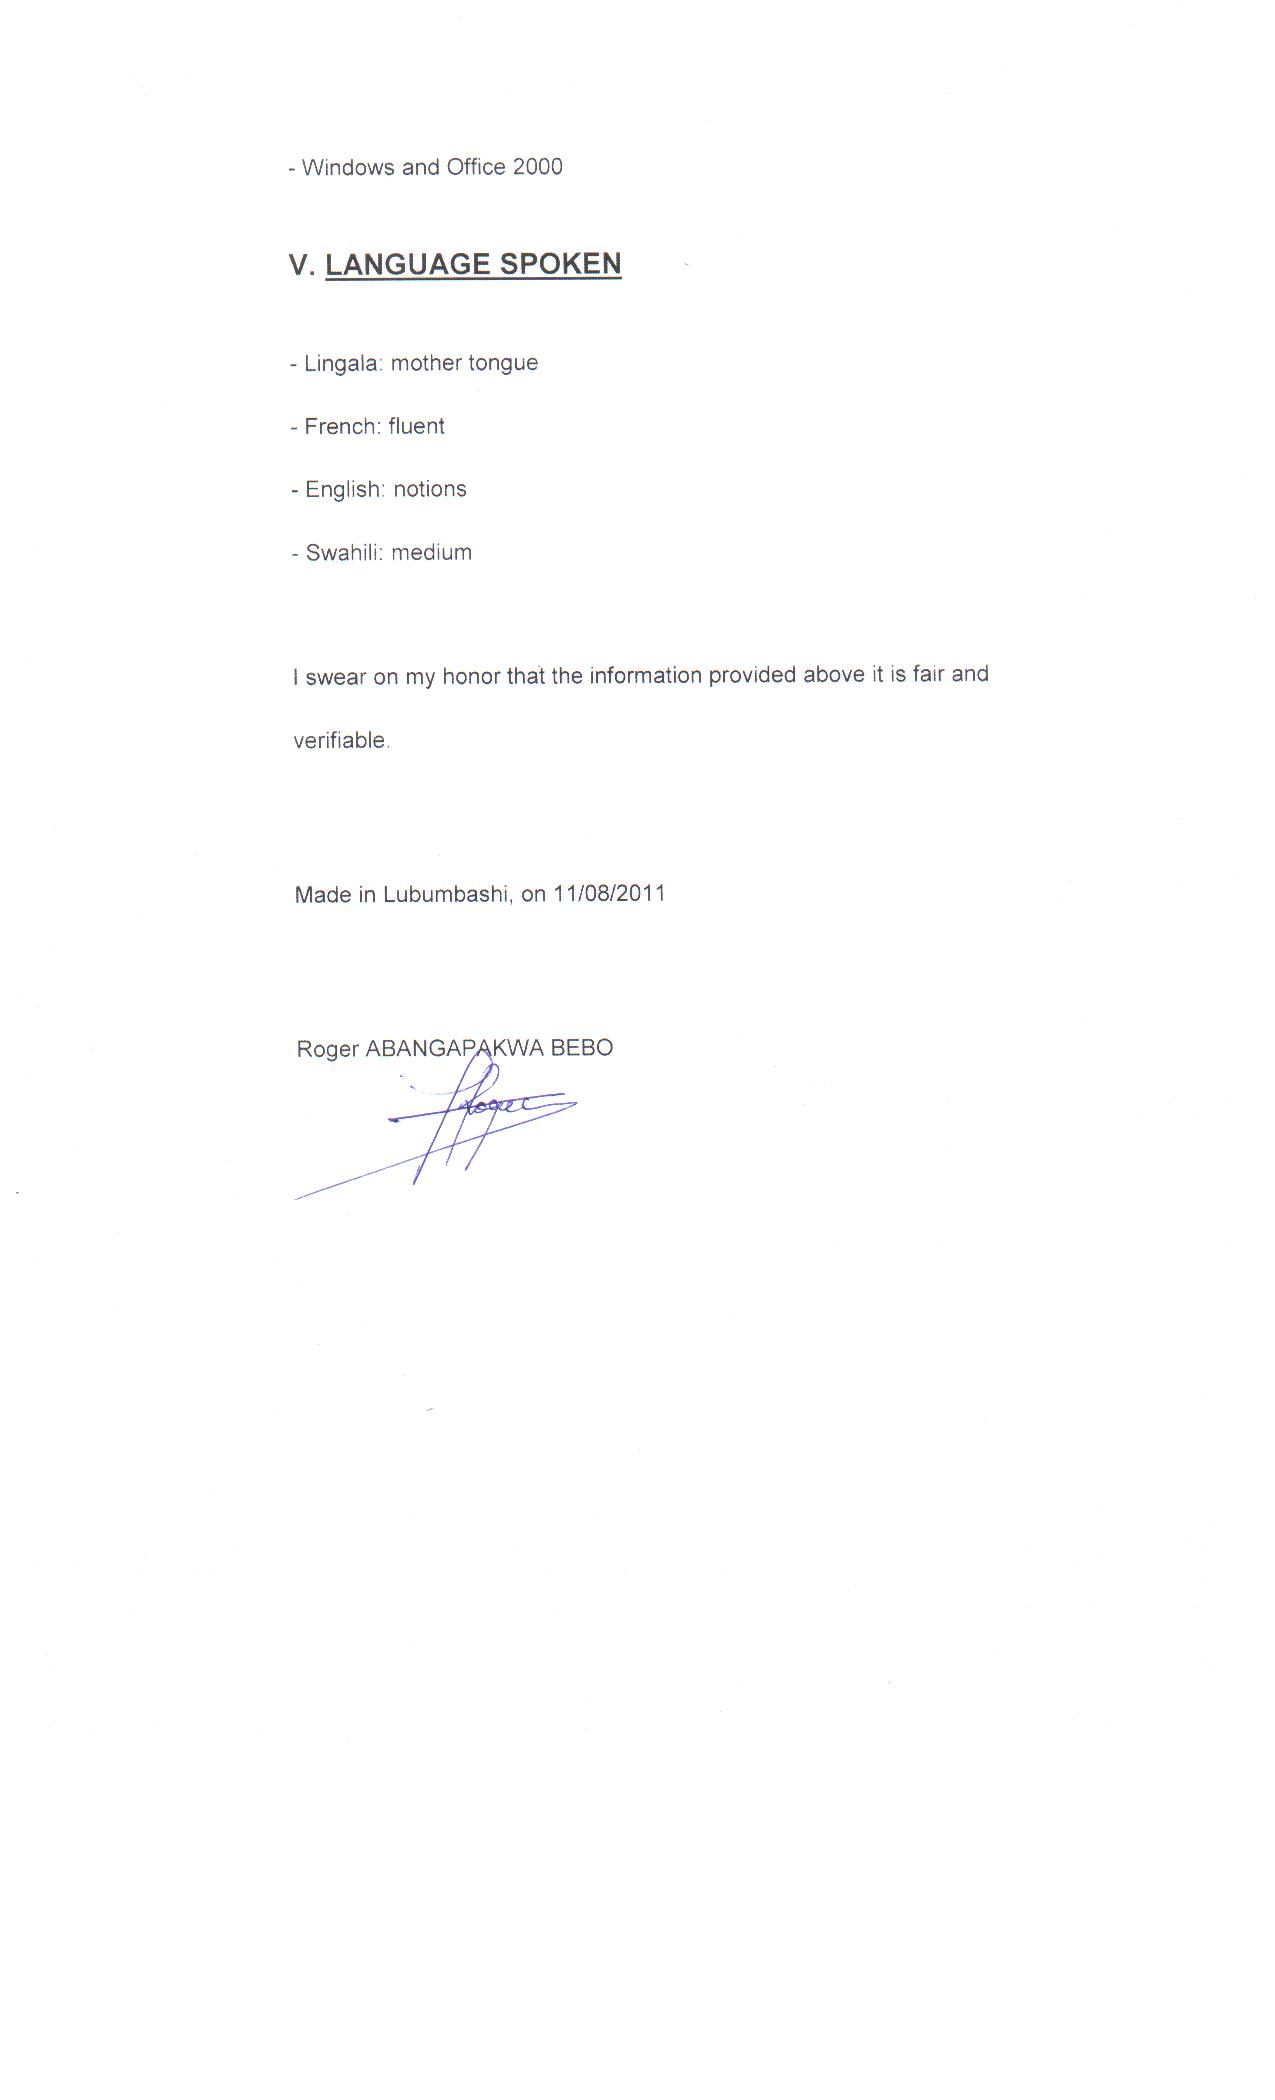 - Windows and Office 2000
V. LANGUAGE SPOKEN
- Lingala: mother tongue
- French: fluent
- English: notions
- Swahili: medium
I swear on my honor that the information provided above it is fair and
verifiable.
Made in Lubumbashi, on 11/08/2011
Roger ABANGAPAKWA BEBO
Roger